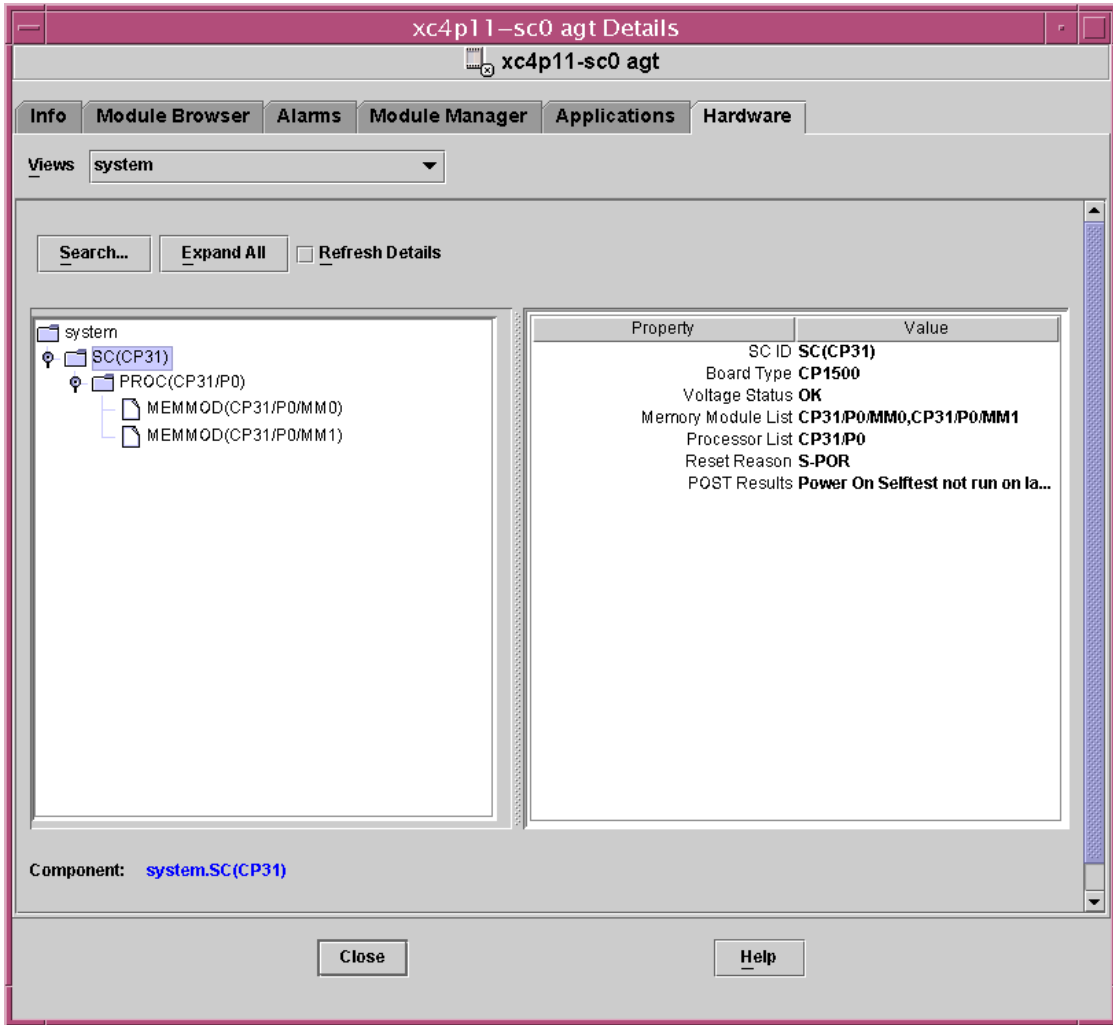 xc4p11–sc0 agt Details
xc4p11-sc0 agt
Info Module Browser Alarms Module Manager Applications Hardware
Views system
Search... Expand All Refresh Details
system
SC(CP31)
PROC(CP31/P0)
MEMMOD(CP31/P0/MM0)
MEMMOD(CP31/P0/MM1)
Property Value
SC ID SC(CP31)
Board Type CP1500
Voltage Status OK
Memory Module List CP31/P0/MM0,CP31/P0/MM1
Processor List CP31/P0
Reset Reason S-POR
POST Results Power On Selftest not run on la...
Component: system.SC(CP31)
Close Help